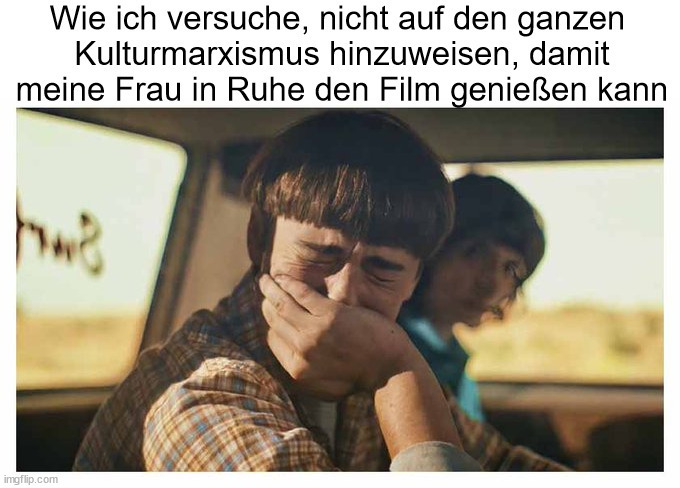 Wie ich versuche, nicht auf den ganzen
Kulturmarxismus hinzuweisen, damit
meine Frau in Ruhe den Film genießen kann
Surf
imgflip.com